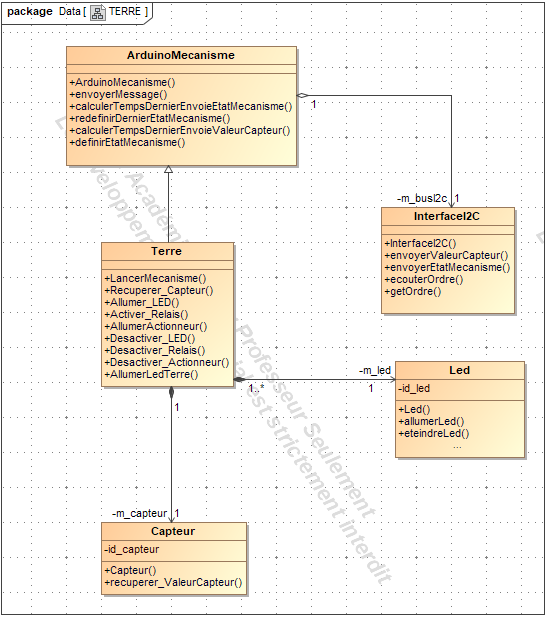 package Data [ TERRE ]
ArduinoMecanisme
+ArduinoMecanisme()
+envoyerMessage()
+calculerTempsDernierEnvoieEtatMecanisme()
+redefinirDernierEtatMecanisme()
+calculerTempsDernierEnvoieValeurCapteur()
+definirEtatMecanisme()
1
-m_busI2c
1
InterfaceI2C
+InterfaceI2C()
+envoyerValeurCapteur()
+envoyerEtatMecanisme()
+ecouterOrdre()
+getOrdre()
Terre
+LancerMecanisme()
+Recuperer_Capteur()
+Allumer_LED()
+Activer_Relais()
+AllumerActionneur()
+Desactiver_LED()
+Desactiver_Relais()
+Desactiver_Actionneur()
+AllumerLedTerre()
1..*
-m_led
1
Led
-id_led
+Led()
+allumerLed()
+eteindreLed()
...
1
-m_capteur
1
Capteur
-id_capteur
+Capteur()
+recuperer_ValeurCapteur()
Professeur Seulement
est strictement interdit